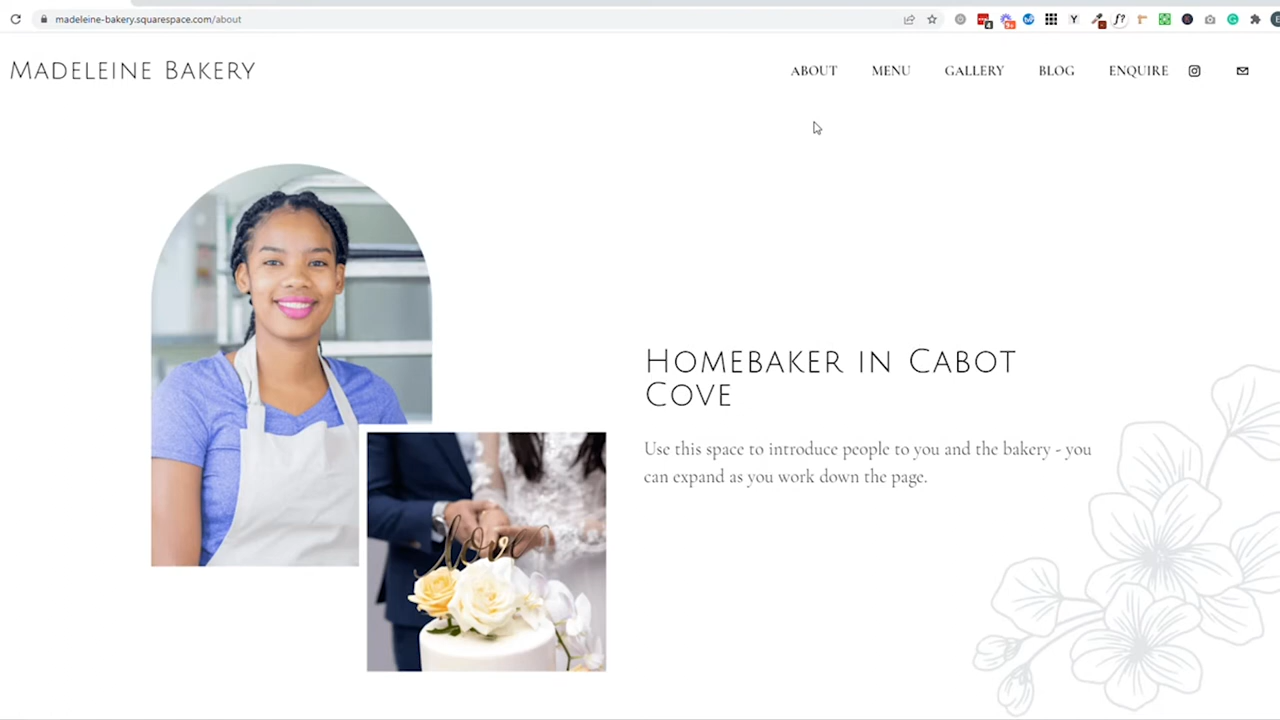 madeleine-bakery.squarespace.com/about
MADELEINE BAKERY
ABOUT MENU GALLERY BLOG ENQUIRE
HOMEBAKER IN CABOT
COVE
Use this space to introduce people to you and the bakery - you
can expand as you work down the page.
love